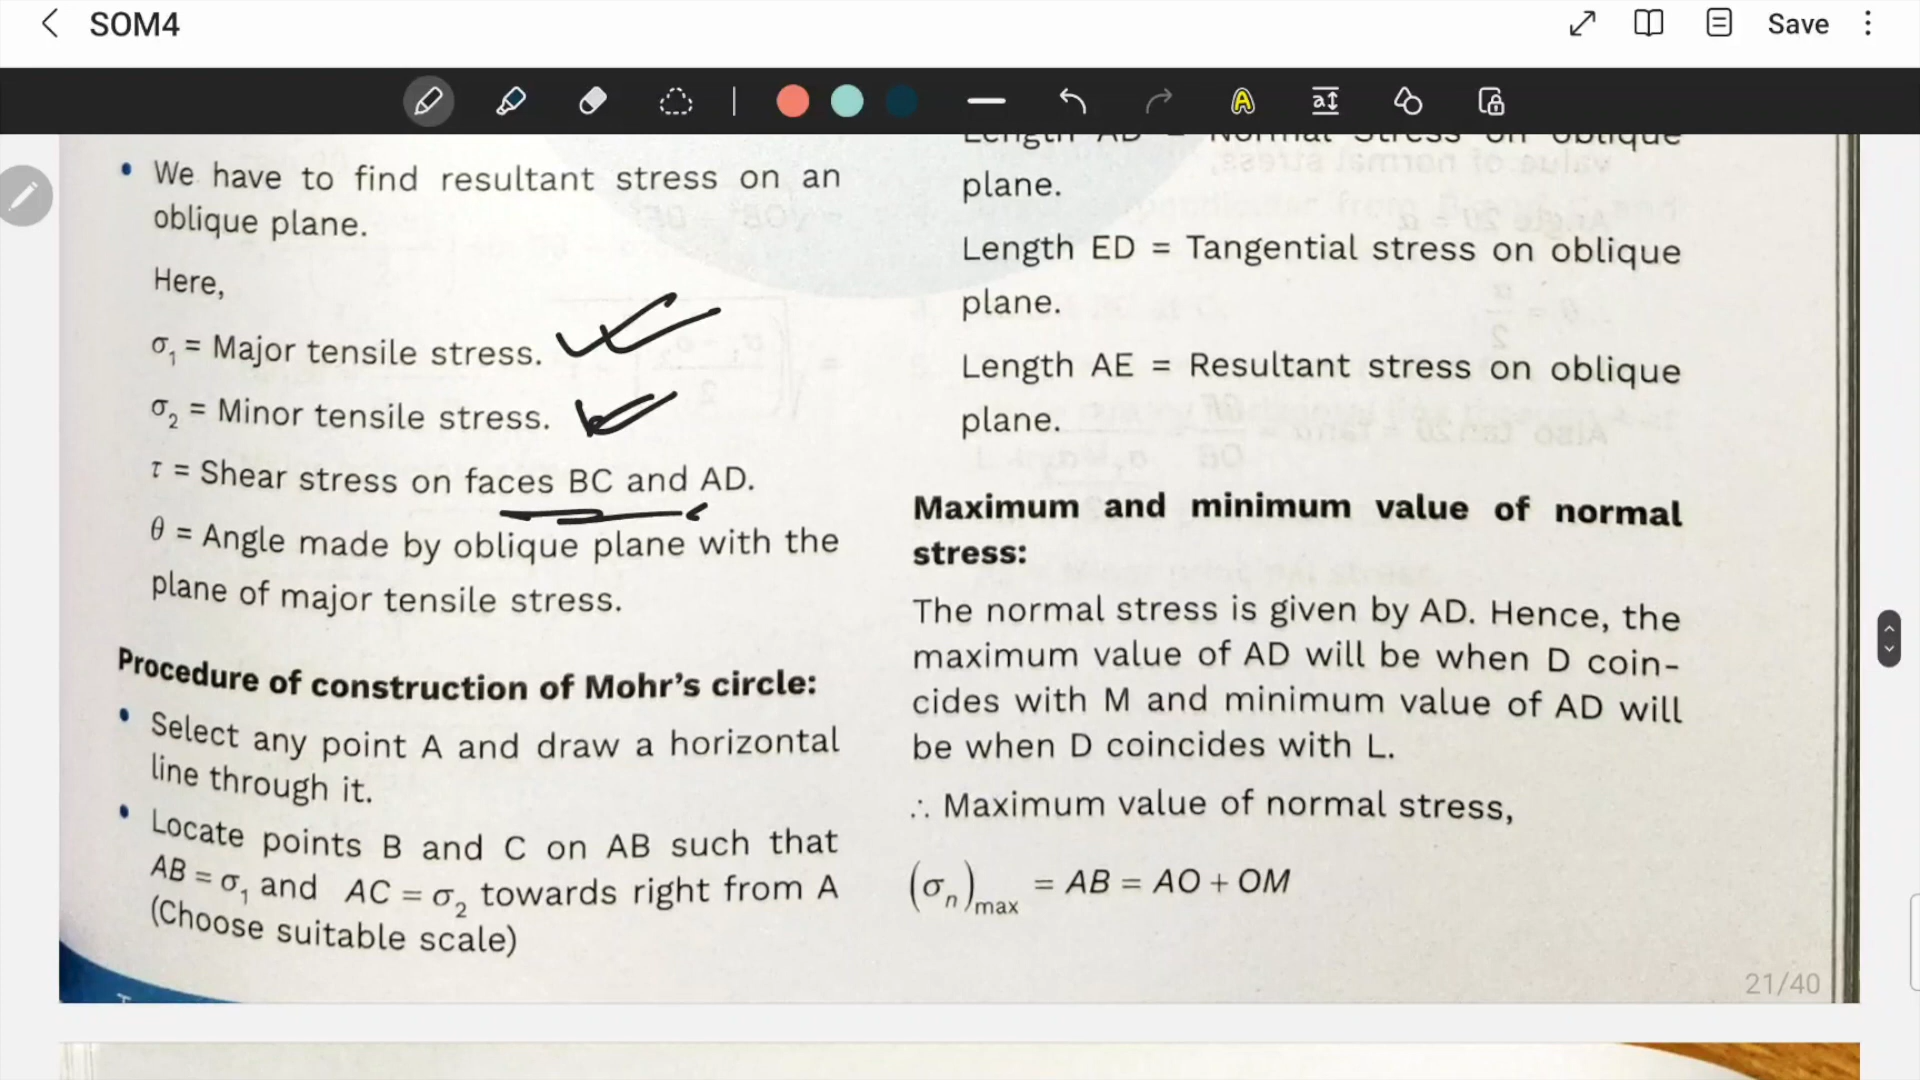 SOM4
Save
A
a
• We have to find resultant stress on an
oblique plane.
Here,
σ₁ = Major tensile stress.
σ₂ = Minor tensile stress.
τ = Shear stress on faces BC and AD.
θ = Angle made by oblique plane with the
plane of major tensile stress.
Procedure of construction of Mohr's circle:
• Select any point A and draw a horizontal
line through it.
• Locate points B and C on AB such that
AB = σ₁ and AC = σ₂ towards right from A
(Choose suitable scale)
Length AD = Normal Stress on oblique
plane.
Length ED = Tangential stress on oblique
plane.
Length AE = Resultant stress on oblique
plane.
Maximum and minimum value of normal
stress:
The normal stress is given by AD. Hence, the
maximum value of AD will be when D coin-
cides with M and minimum value of AD will
be when D coincides with L.
∴ Maximum value of normal stress,
(σₙ)max = AB = AO + OM
21/40